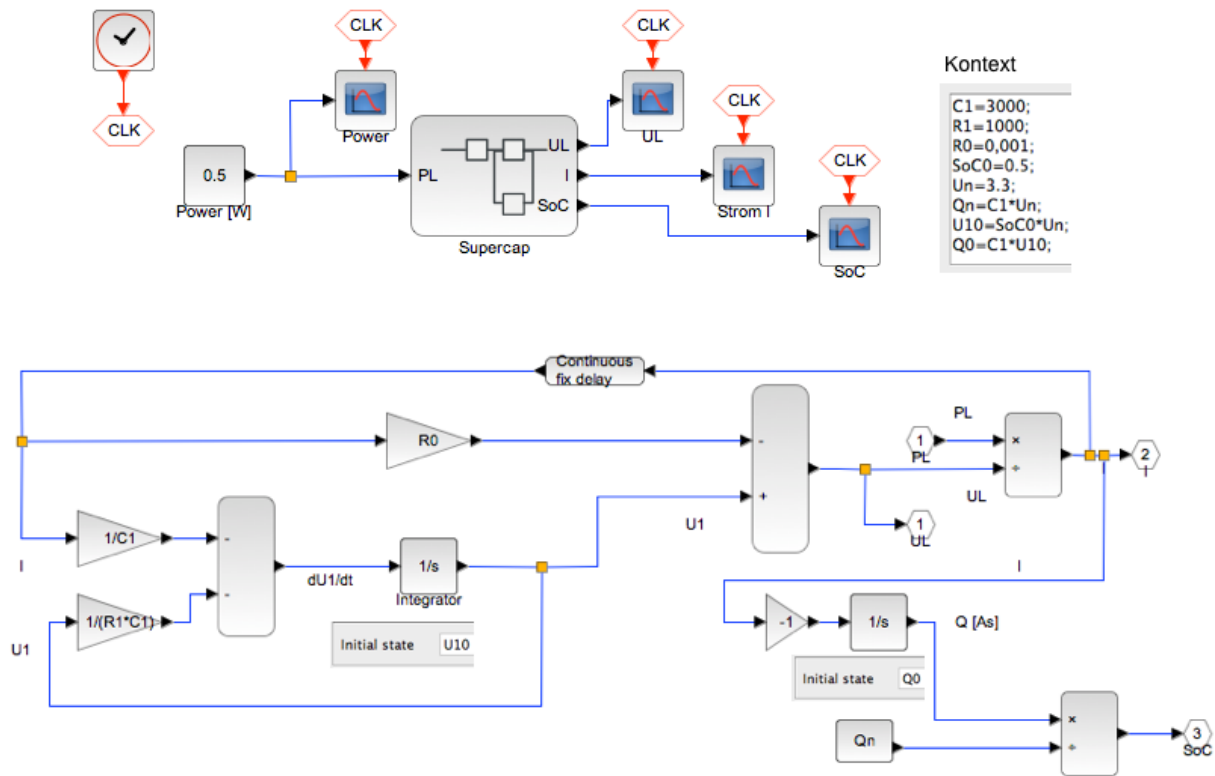 CLK
CLK
CLK
Kontext
C1=3000;
R1=1000;
R0=0,001;
SoC0=0.5;
Un=3.3;
Qn=C1*Un;
U10=SoC0*Un;
Q0=C1*U10;
CLK
CLK
Power
UL
0.5
PL
UL
I
SoC
Power [W]
Strom I
Supercap
SoC
Continuous
fix delay
R0
PL
1
PL
×
÷
2
I
-
+
UL
U1
1
UL
1/C1
-
I
dU1/dt
1/s
Integrator
I
1/(R1*C1)
-
U1
Initial state
U10
-1
1/s
Q [As]
Initial state
Q0
Qn
×
÷
3
SoC